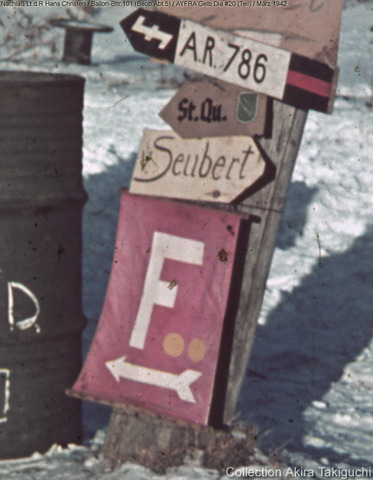 Nachlaß Lt.d.R Hans Christen / Ballon-Bttr.101 (Beob.Abt.5) / AYFRA Gelb Dia #20 (Teil) / März 1942
A.R. 786
St.Qu.
Seubert
F
D.
Collection Akira Takiguchi